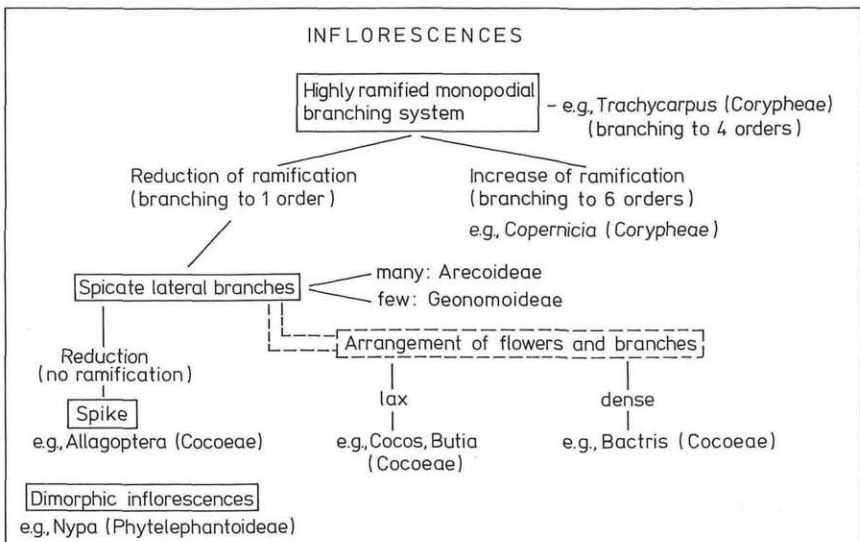 INFLORESCENCES
Highly ramified monopodial
branching system
– e.g., Trachycarpus (Corypheae)
(branching to 4 orders)
Reduction of ramification
(branching to 1 order)
Increase of ramification
(branching to 6 orders)
e.g., Copernicia (Corypheae)
Spicate lateral branches
many: Arecoideae
few: Geonomoideae
Arrangement of flowers and branches
Reduction
(no ramification)
lax
dense
Spike
e.g., Allagoptera (Cocoeae)
e.g., Cocos, Butia
(Cocoeae)
e.g., Bactris (Cocoeae)
Dimorphic inflorescences
e.g., Nypa (Phytelephantoideae)